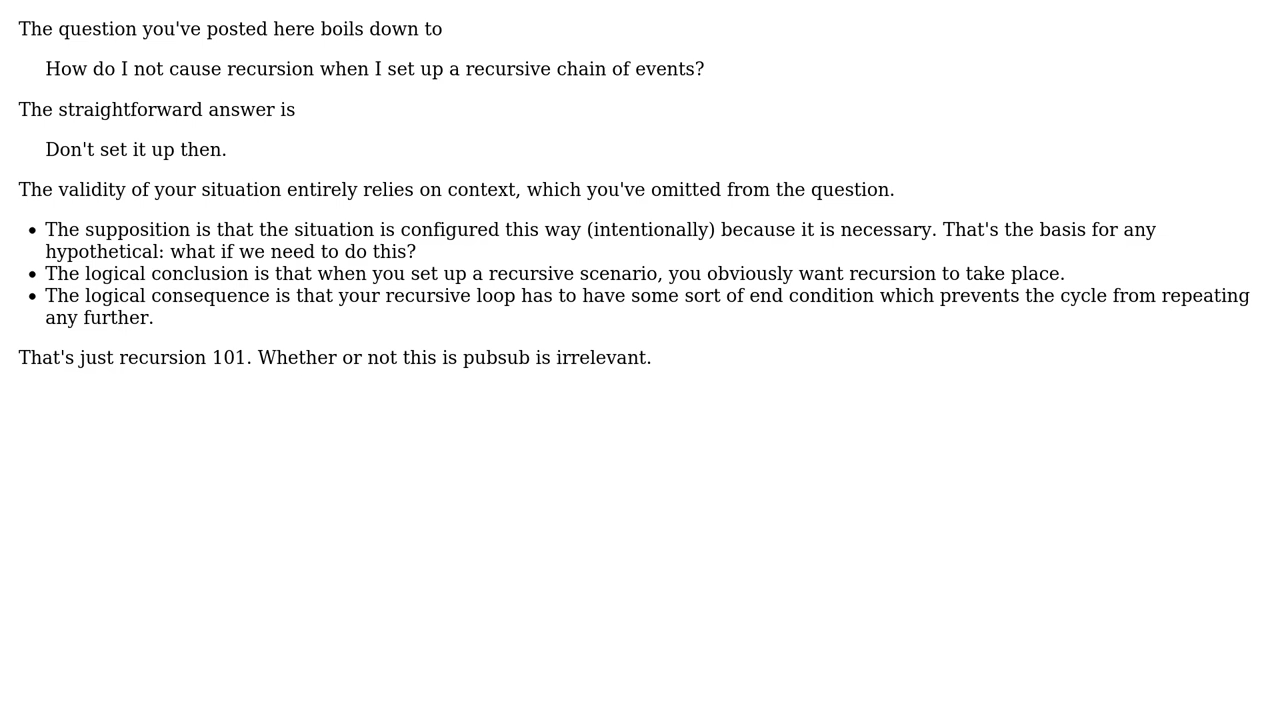 The question you've posted here boils down to
How do I not cause recursion when I set up a recursive chain of events?
The straightforward answer is
Don't set it up then.
The validity of your situation entirely relies on context, which you've omitted from the question.
• The supposition is that the situation is configured this way (intentionally) because it is necessary. That's the basis for any
hypothetical: what if we need to do this?
• The logical conclusion is that when you set up a recursive scenario, you obviously want recursion to take place.
• The logical consequence is that your recursive loop has to have some sort of end condition which prevents the cycle from repeating
any further.
That's just recursion 101. Whether or not this is pubsub is irrelevant.